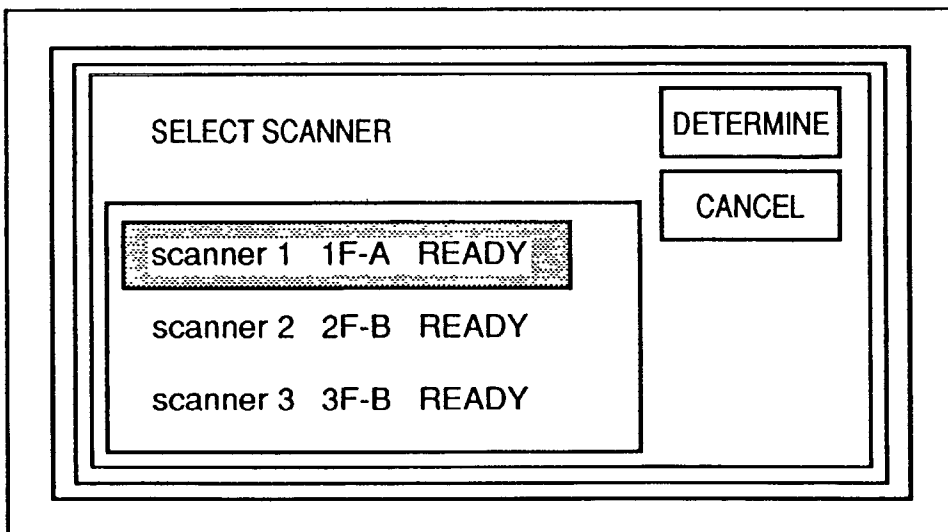 SELECT SCANNER
DETERMINE
CANCEL
scanner 1 1F-A READY
scanner 2 2F-B READY
scanner 3 3F-B READY